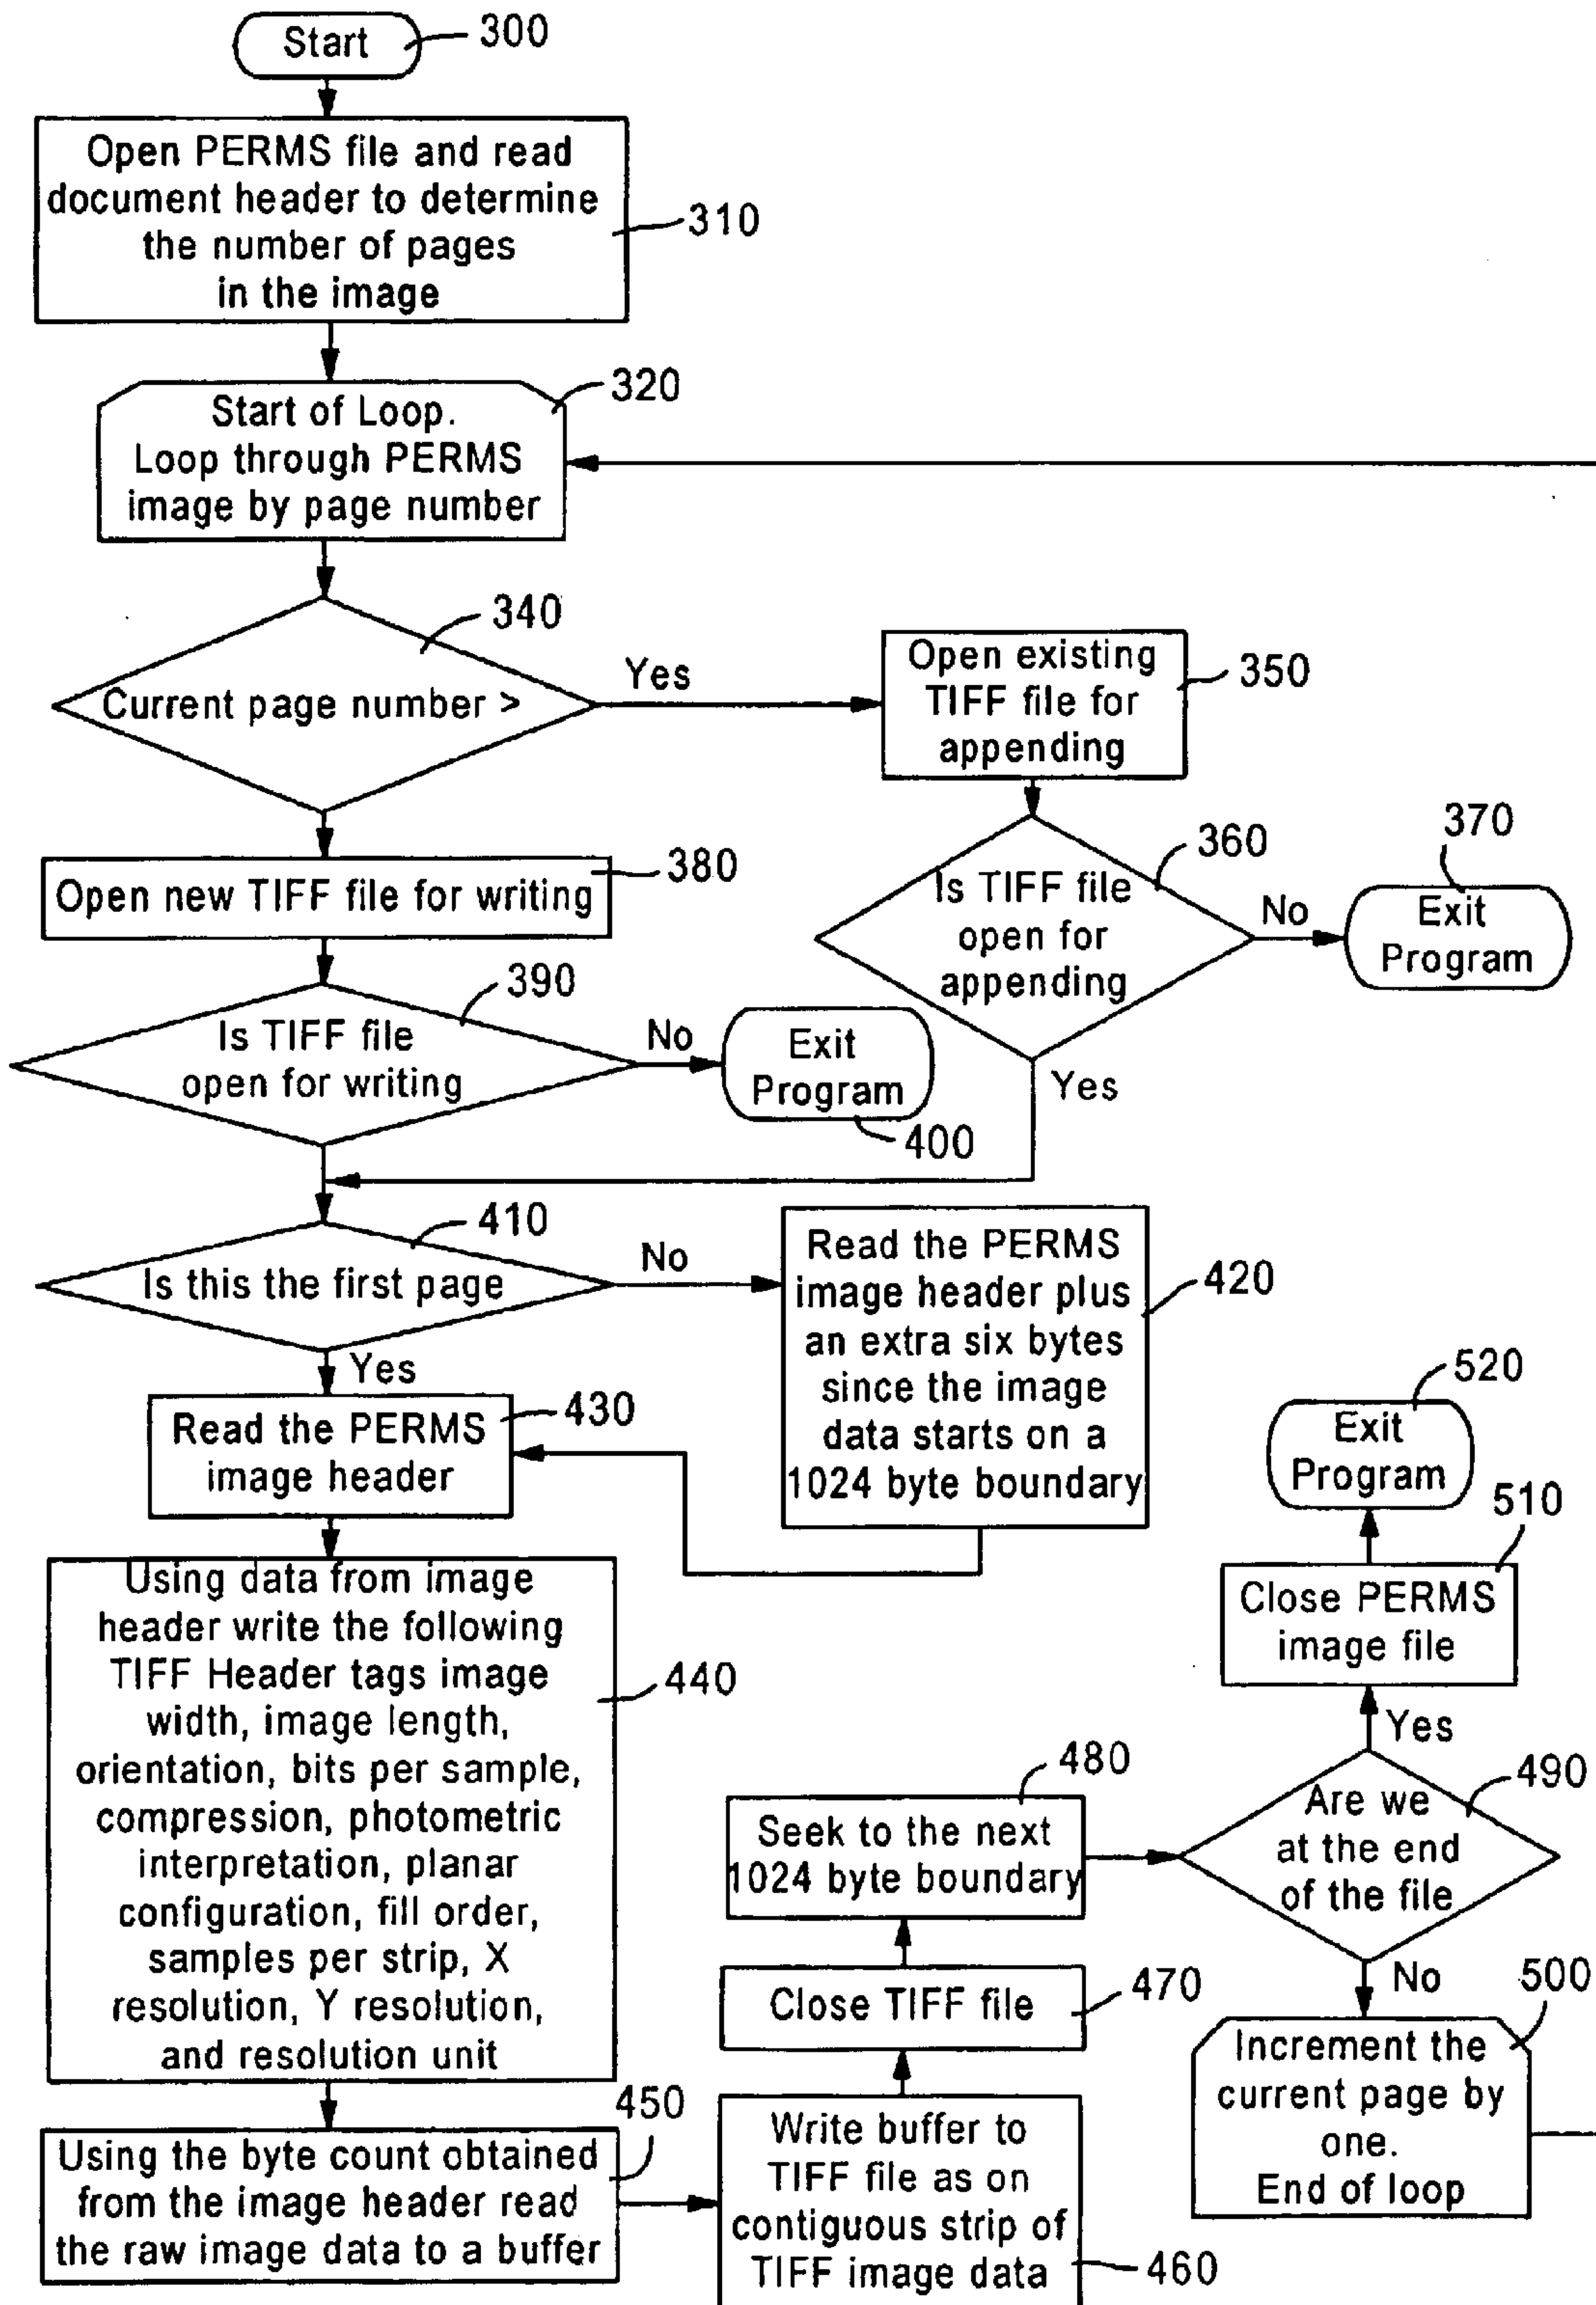 Start
300
Open PERMS file and read
document header to determine
the number of pages
in the image
310
Start of Loop.
Loop through PERMS
image by page number
320
340
Current page number >
Yes
Open existing
TIFF file for
appending
350
Open new TIFF file for writing
380
Is TIFF file
open for
appending
360
No
370
Exit
Program
Yes
Is TIFF file
open for writing
390
No
Exit
Program
400
Is this the first page
410
No
Read the PERMS
image header plus
an extra six bytes
since the image
data starts on a
1024 byte boundary
420
Yes
Read the PERMS
image header
430
Using data from image
header write the following
TIFF Header tags image
width, image length,
orientation, bits per sample,
compression, photometric
interpretation, planar
configuration, fill order,
samples per strip, X
resolution, Y resolution,
and resolution unit
440
Using the byte count obtained
from the image header read
the raw image data to a buffer
450
Write buffer to
TIFF file as on
contiguous strip of
TIFF image data
460
Close TIFF file
470
Seek to the next
1024 byte boundary
480
Are we
at the end
of the file
490
Yes
Close PERMS
image file
510
Exit
Program
520
No
Increment the
current page by
one.
End of loop
500